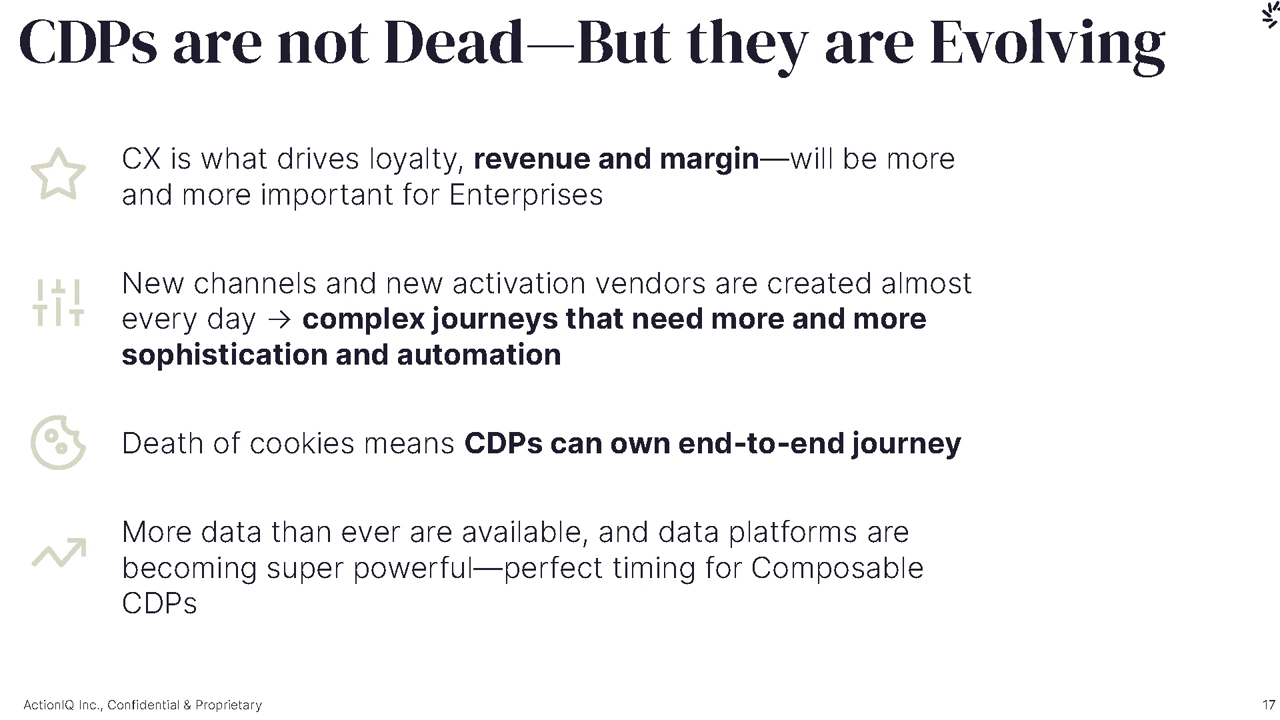 CDPs are not Dead—But they are Evolving
CX is what drives loyalty, revenue and margin—will be more
and more important for Enterprises
New channels and new activation vendors are created almost
every day → complex journeys that need more and more
sophistication and automation
Death of cookies means CDPs can own end-to-end journey
More data than ever are available, and data platforms are
becoming super powerful—perfect timing for Composable
CDPs
ActionIQ Inc., Confidential & Proprietary
17